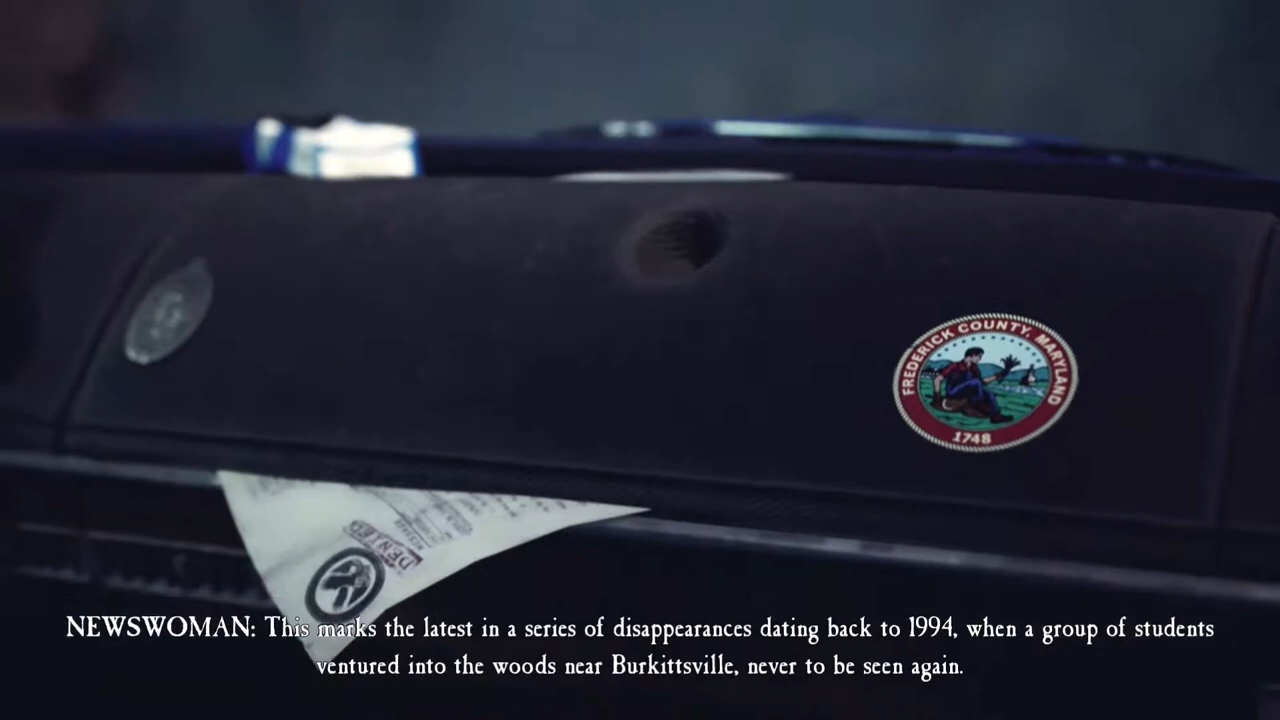 FREDERICK COUNTY, MARYLAND
1748
DENIED
NEWSWOMAN: This marks the latest in a series of disappearances dating back to 1994, when a group of students
ventured into the woods near Burkittsville, never to be seen again.